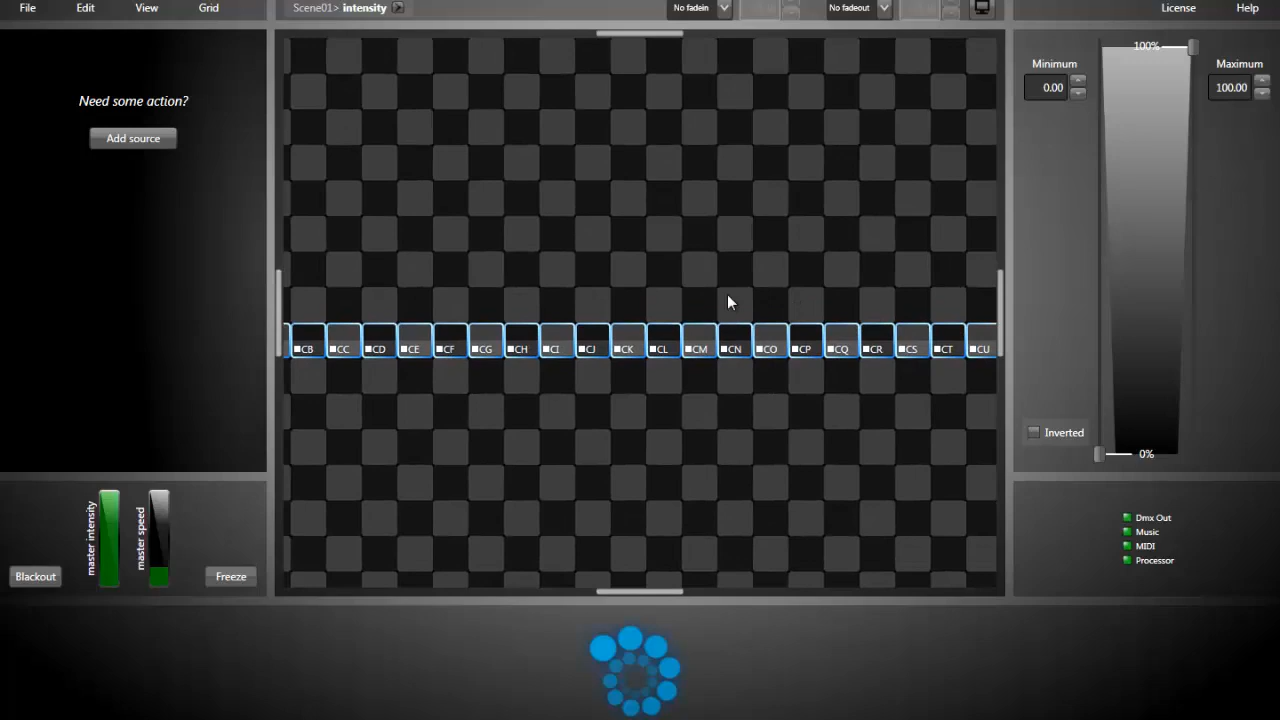 File Edit View Grid
Scene01> intensity
No fadein
No fadeout
License Help
Need some action?
Add source
100%
Minimum
Maximum
0.00
100.00
CB CC CD CE CF CG CH CI CJ CK CL CM CN CO CP CQ CR CS CT CU
Inverted
0%
master intensity
master speed
Blackout
Freeze
Dmx Out
Music
MIDI
Processor